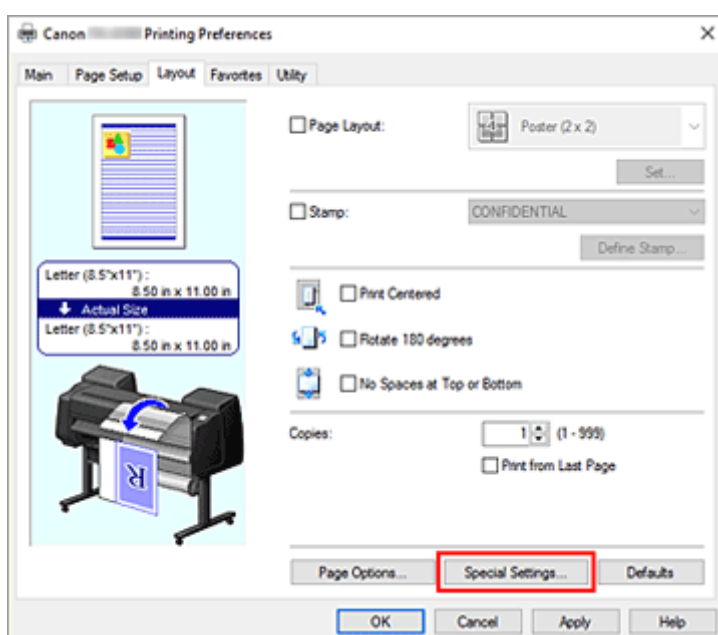 Canon Printing Preferences
Main Page Setup Layout Favorites Utility
Page Layout: Poster (2 x 2)
Set...
Stamp: CONFIDENTIAL
Define Stamp...
Letter (8.5"x11") :
8.50 in x 11.00 in
Actual Size
Letter (8.5"x11") :
8.50 in x 11.00 in
Print Centered
Rotate 180 degrees
No Spaces at Top or Bottom
Copies: 1 (1 - 999)
Print from Last Page
R
Page Options... Special Settings... Defaults
OK Cancel Apply Help